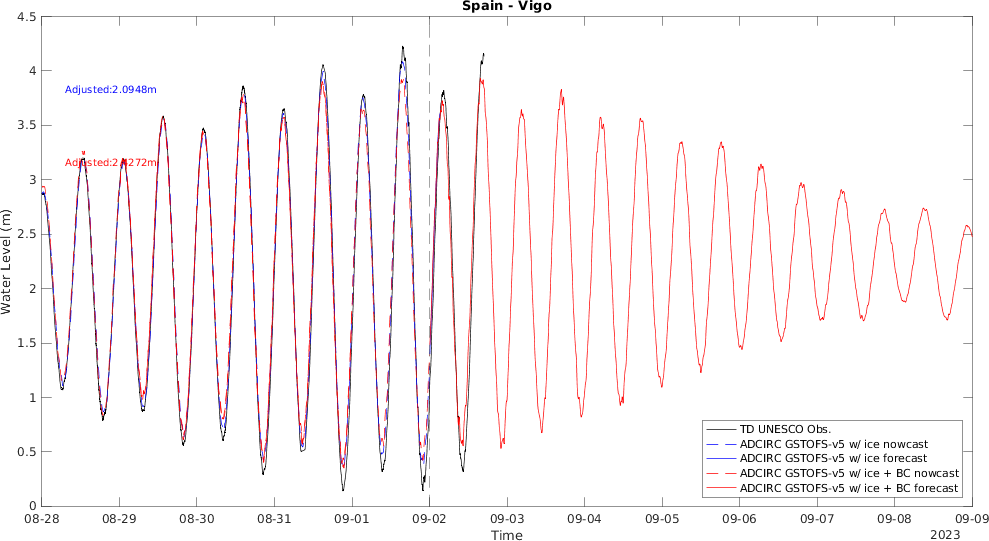 Spain - Vigo
4.5
4
3.5
3
2.5
2
1.5
1
0.5
0
Water Level (m)
Adjusted:2.0948m
Adjusted:2.4272m
TD UNESCO Obs.
ADCIRC GSTOFS-v5 w/ ice nowcast
ADCIRC GSTOFS-v5 w/ ice forecast
ADCIRC GSTOFS-v5 w/ ice + BC nowcast
ADCIRC GSTOFS-v5 w/ ice + BC forecast
08-28 08-29 08-30 08-31 09-01 09-02 09-03 09-04 09-05 09-06 09-07 09-08 09-09
Time
2023